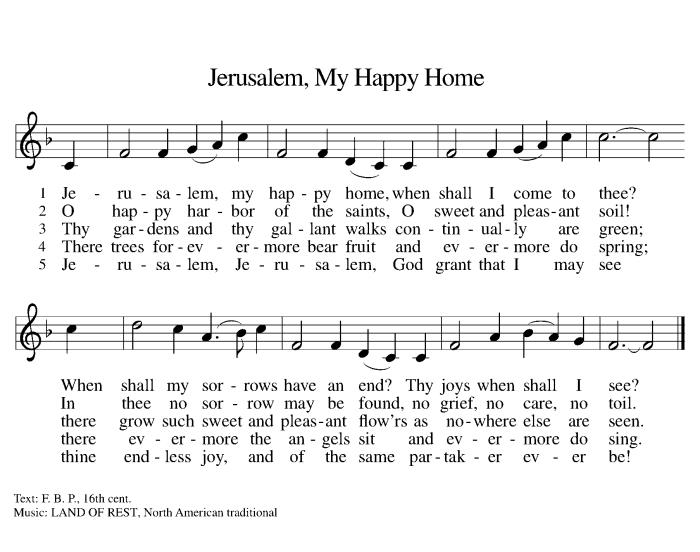 Jerusalem, My Happy Home
1 Je - ru - sa - lem, my hap - py home, when shall I come to thee?
2 O hap - py har - bor of the saints, O sweet and pleas - ant soil!
3 Thy gar - dens and thy gal - lant walks con - tin - ual - ly are green;
4 There trees for - ev - er - more bear fruit and ev - er - more do spring;
5 Je - ru - sa - lem, Je - ru - sa - lem, God grant that I may see
When shall my sor - rows have an end? Thy joys when shall I see?
In thee no sor - row may be found, no grief, no care, no toil.
there grow such sweet and pleas - ant flow'rs as no - where else are seen.
there ev - er - more the an - gels sit and ev - er - more do sing.
thine end - less joy, and of the same par - tak - er ev - er be!
Text: F. B. P., 16th cent.
Music: LAND OF REST, North American traditional